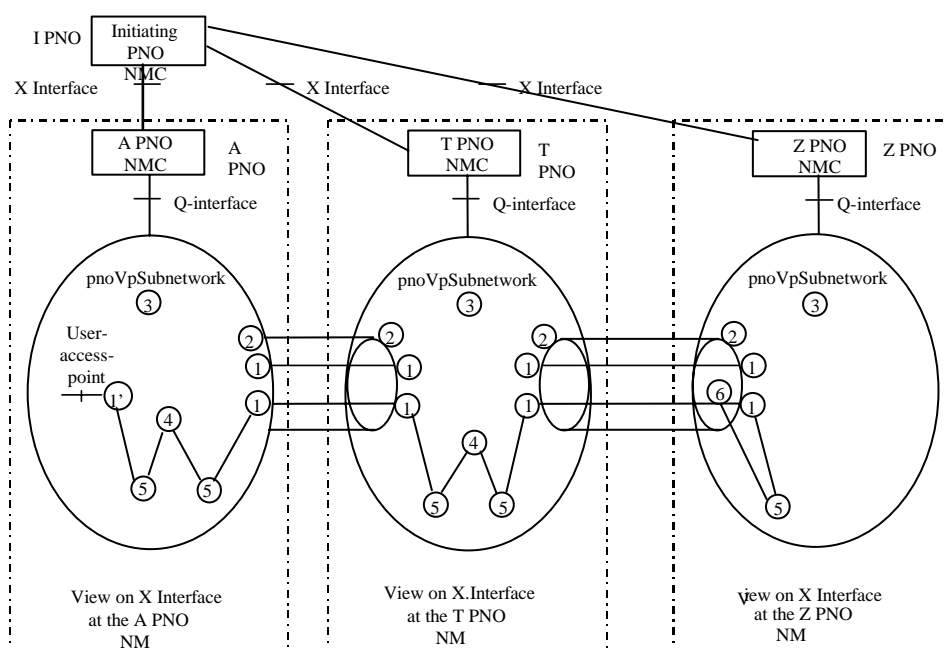 I PNO
Initiating
PNO
NMC
X Interface
X Interface
X Interface
A PNO
NMC
A
PNO
T PNO
NMC
T
PNO
Z PNO
NMC
Z PNO
Q-interface
Q-interface
Q-interface
pnoVpSubnetwork
3
pnoVpSubnetwork
3
3
User-
access-
point
2
2
2
2
1
1
1
1
1'
1
1
1
6
1
4
4
5
5
5
5
5
View on X Interface
at the A PNO
NM
View on X.Interface
at the T PNO
NM
view on X Interface
at the Z PNO
NM